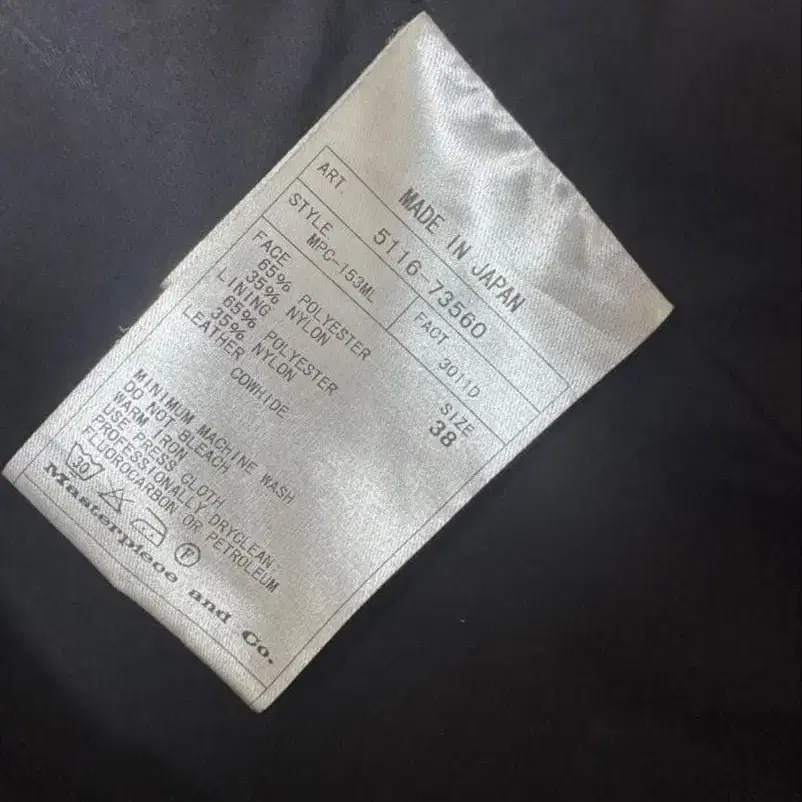 MADE IN JAPAN
ART. 5116 73560
STYLE MPC-153ML FACT 3011D SIZE 38
FACE
65% POLYESTER
35% NYLON
LINING
65% POLYESTER
35% NYLON
LEATHER
COWHIDE
MINIMUM MACHINE WASH
DO NOT BLEACH
WARM IRON
USE PRESS CLOTH
PROFESSIONALLY DRYCLEAN.
FLUOROCARBON OR PETROLEUM
30 F
Masterpiece and Co.